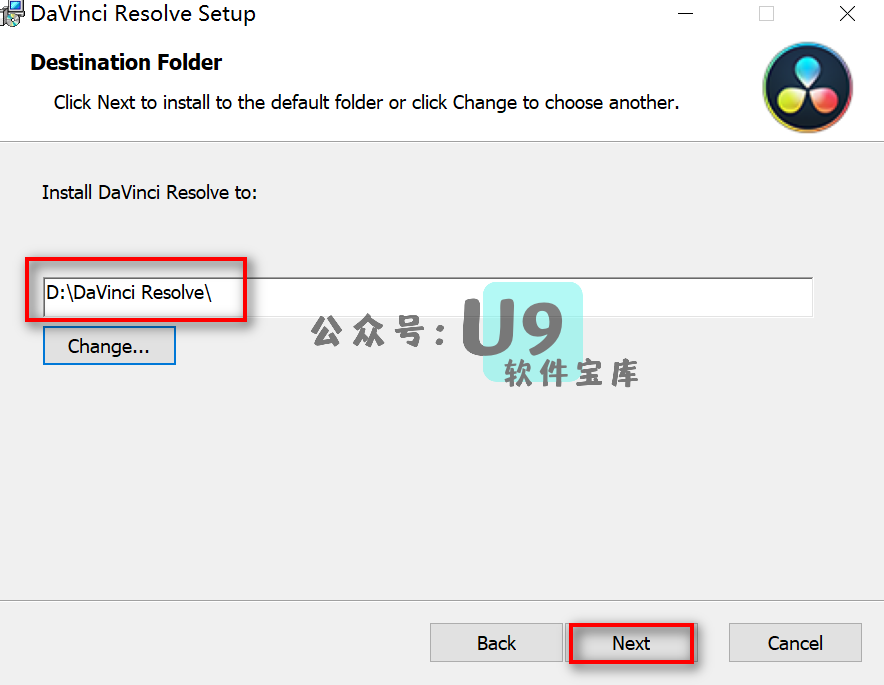 DaVinci Resolve Setup
Destination Folder
Click Next to install to the default folder or click Change to choose another.
Install DaVinci Resolve to:
D:\DaVinci Resolve\
Change...
公众号：U9
软件宝库
Back
Next
Cancel